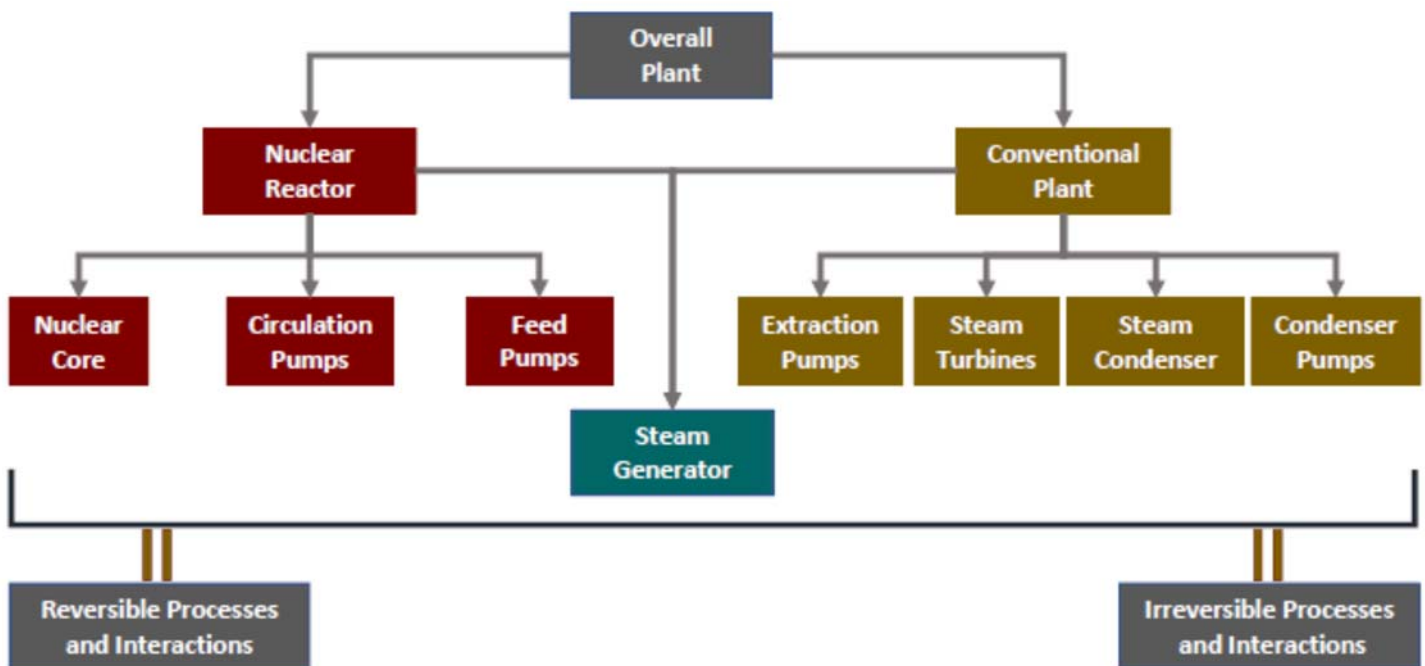 Overall
Plant
Nuclear
Reactor
Conventional
Plant
Nuclear
Core
Circulation
Pumps
Feed
Pumps
Extraction
Pumps
Steam
Turbines
Steam
Condenser
Condenser
Pumps
Steam
Generator
Reversible Processes
and Interactions
Irreversible Processes
and Interactions